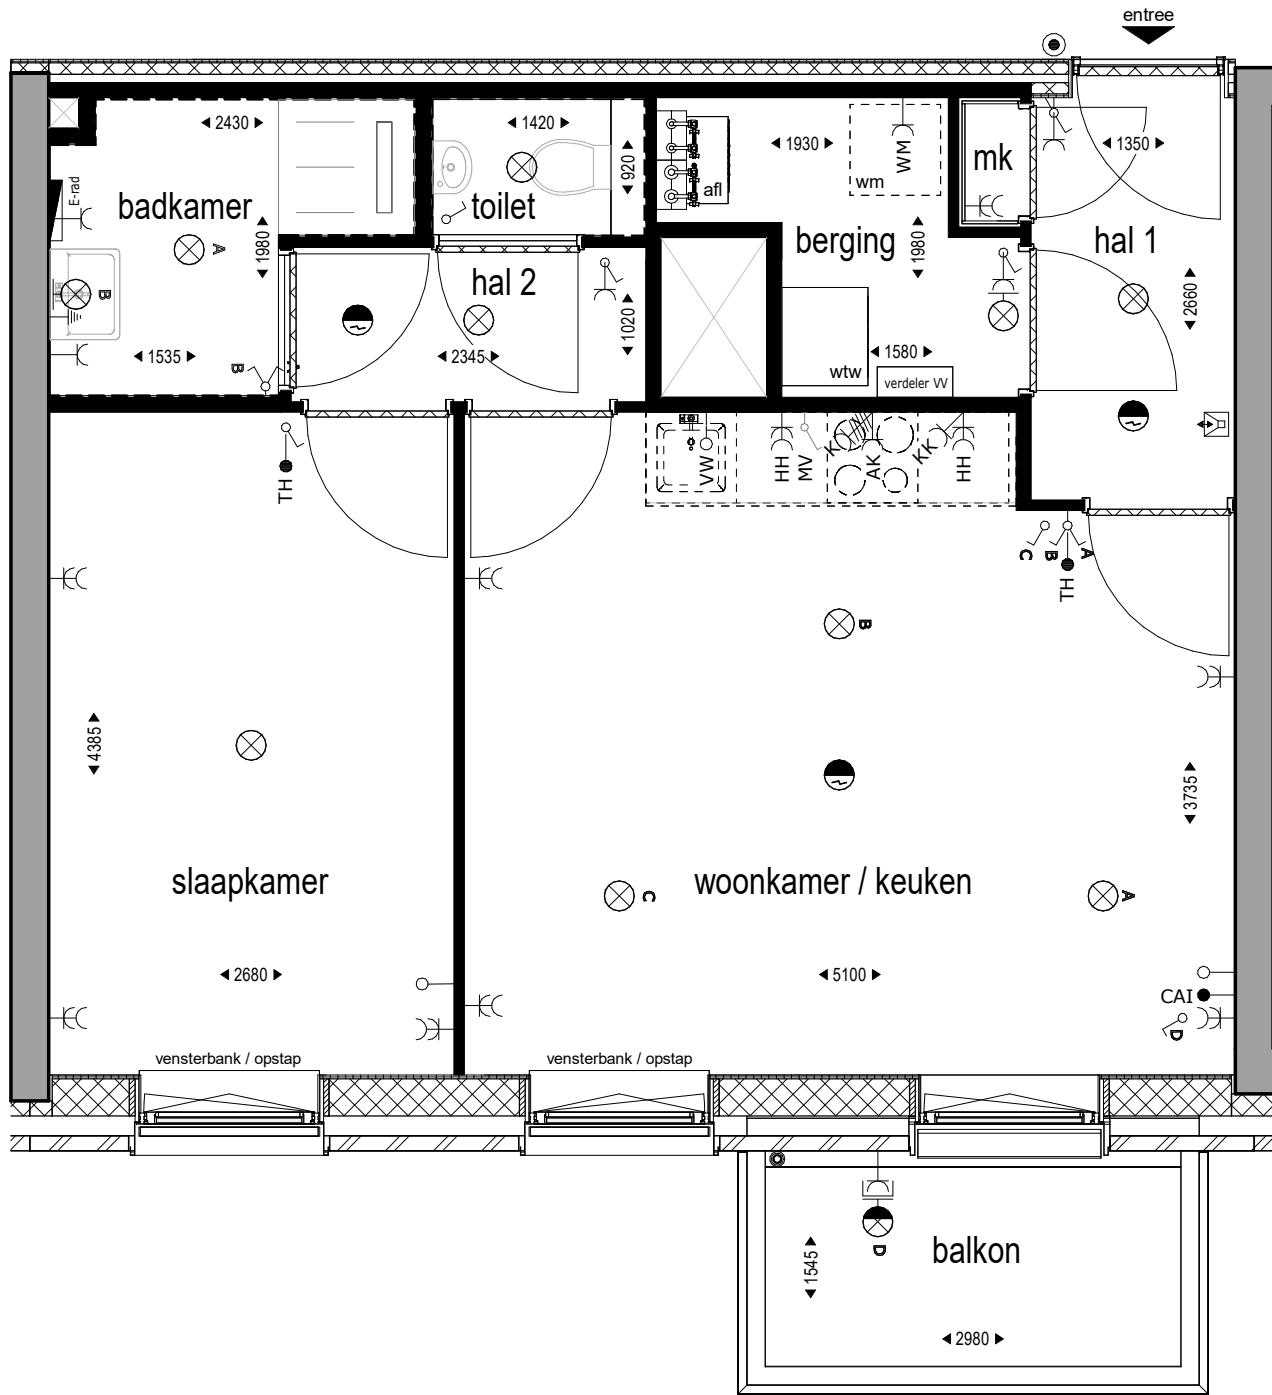 entree
2430
1420
920
1930
WM
wm
mk
1350
E-rad
badkamer
toilet
afl
1980
A
berging
1980
hal 1
2660
hal 2
B
1020
1535
2345
1580
wtw
verdeler VV
B
TH
VW
HH
MV
K
AK
KK
HH
C
B
A
TH
B
4385
3735
slaapkamer
C
woonkamer / keuken
A
2680
5100
CAI
D
vensterbank / opstap
vensterbank / opstap
D
balkon
1545
2980